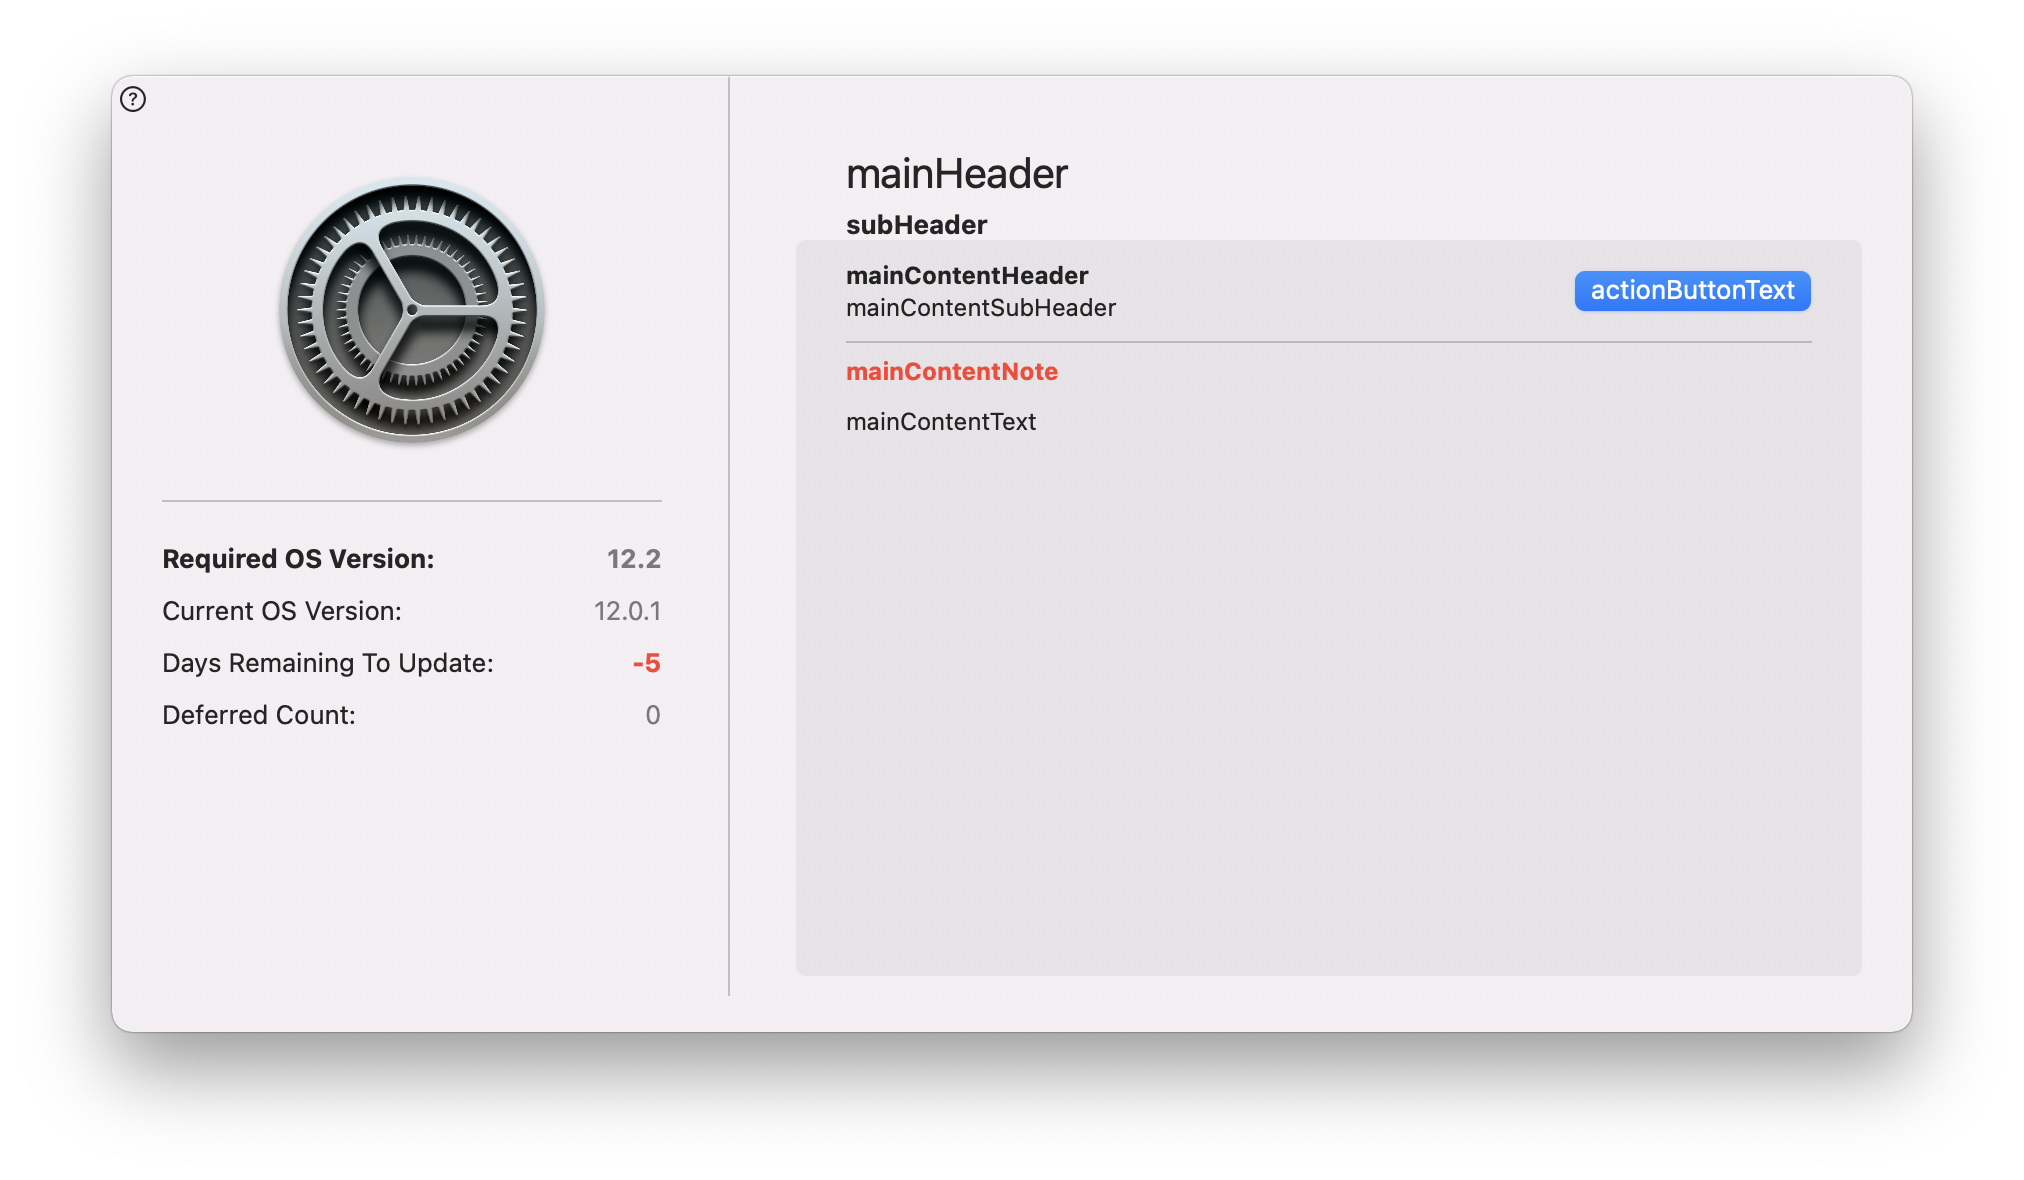 ?
Required OS Version: 12.2
Current OS Version: 12.0.1
Days Remaining To Update: -5
Deferred Count: 0
mainHeader
subHeader
mainContentHeader
mainContentSubHeader
actionButtonText
mainContentNote
mainContentText